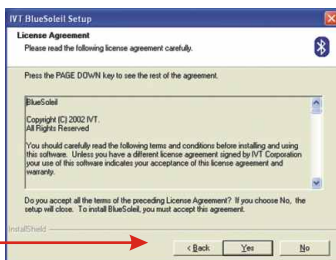 IVT BlueSoleil Setup
License Agreement
Please read the following license agreement carefully.
Press the PAGE DOWN key to see the rest of the agreement.
BlueSoleil
Copyright (C) 2002 IVT.
All Rights Reserved
You should carefully read the following terms and conditions before installing and using
this software. Unless you have a different license agreement signed by IVT Corporation
your use of this software indicates your acceptance of this license agreement and
warranty.
Do you accept all the terms of the preceding License Agreement? If you choose No, the
setup will close. To install BlueSoleil, you must accept this agreement.
InstallShield
< Back
Yes
No